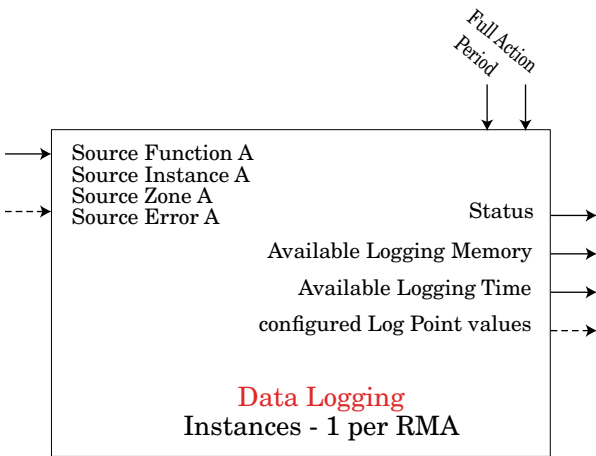 Full Action
Period
Source Function A
Source Instance A
Source Zone A
Source Error A
Status
Available Logging Memory
Available Logging Time
configured Log Point values
Data Logging
Instances - 1 per RMA